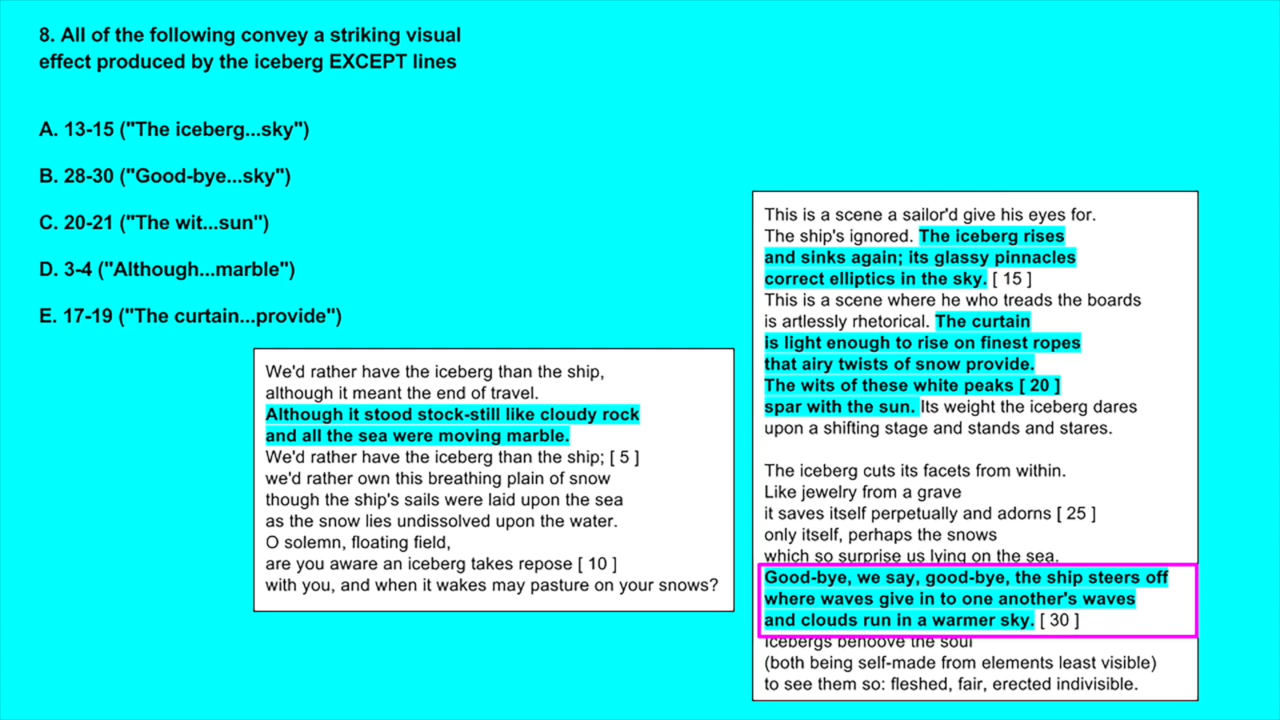 8. All of the following convey a striking visual
effect produced by the iceberg EXCEPT lines
A. 13-15 ("The iceberg...sky")
B. 28-30 ("Good-bye...sky")
C. 20-21 ("The wit...sun")
D. 3-4 ("Although...marble")
E. 17-19 ("The curtain...provide")
We'd rather have the iceberg than the ship,
although it meant the end of travel.
Although it stood stock-still like cloudy rock
and all the sea were moving marble.
We'd rather have the iceberg than the ship; [ 5 ]
we'd rather own this breathing plain of snow
though the ship's sails were laid upon the sea
as the snow lies undissolved upon the water.
O solemn, floating field,
are you aware an iceberg takes repose [ 10 ]
with you, and when it wakes may pasture on your snows?
This is a scene a sailor'd give his eyes for.
The ship's ignored. The iceberg rises
and sinks again; its glassy pinnacles
correct elliptics in the sky. [ 15 ]
This is a scene where he who treads the boards
is artlessly rhetorical. The curtain
is light enough to rise on finest ropes
that airy twists of snow provide.
The wits of these white peaks [ 20 ]
spar with the sun. Its weight the iceberg dares
upon a shifting stage and stands and stares.
The iceberg cuts its facets from within.
Like jewelry from a grave
it saves itself perpetually and adorns [ 25 ]
only itself, perhaps the snows
which so surprise us lying on the sea.
Good-bye, we say, good-bye, the ship steers off
where waves give in to one another's waves
and clouds run in a warmer sky. [ 30 ]
Icebergs behoove the soul
(both being self-made from elements least visible)
to see them so: fleshed, fair, erected indivisible.